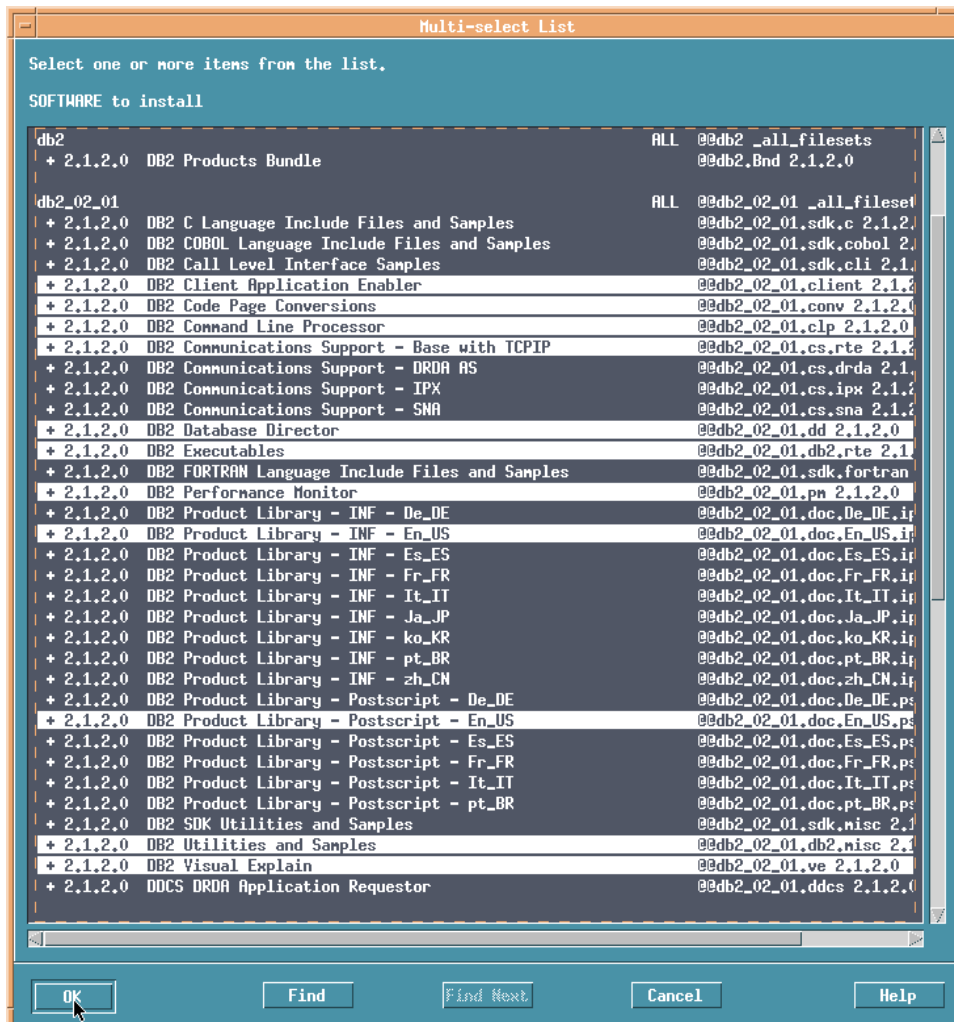 Multi-select List
Select one or more items from the list.
SOFTWARE to install
db2 ALL @@db2 _all_filesets
+ 2.1.2.0 DB2 Products Bundle @@db2.Bnd 2.1.2.0
db2_02_01 ALL @@db2_02_01 _all_fileset
+ 2.1.2.0 DB2 C Language Include Files and Samples @@db2_02_01.sdk.c 2.1.2.
+ 2.1.2.0 DB2 COBOL Language Include Files and Samples @@db2_02_01.sdk.cobol 2.
+ 2.1.2.0 DB2 Call Level Interface Samples @@db2_02_01.sdk.cli 2.1.
+ 2.1.2.0 DB2 Client Application Enabler @@db2_02_01.client 2.1.2
+ 2.1.2.0 DB2 Code Page Conversions @@db2_02_01.conv 2.1.2.0
+ 2.1.2.0 DB2 Command Line Processor @@db2_02_01.clp 2.1.2.0
+ 2.1.2.0 DB2 Communications Support - Base with TCPIP @@db2_02_01.cs.rte 2.1.2
+ 2.1.2.0 DB2 Communications Support - DRDA AS @@db2_02_01.cs.drda 2.1.
+ 2.1.2.0 DB2 Communications Support - IPX @@db2_02_01.cs.ipx 2.1.2
+ 2.1.2.0 DB2 Communications Support - SNA @@db2_02_01.cs.sna 2.1.2
+ 2.1.2.0 DB2 Database Director @@db2_02_01.dd 2.1.2.0
+ 2.1.2.0 DB2 Executables @@db2_02_01.db2.rte 2.1.
+ 2.1.2.0 DB2 FORTRAN Language Include Files and Samples @@db2_02_01.sdk.fortran
+ 2.1.2.0 DB2 Performance Monitor @@db2_02_01.pm 2.1.2.0
+ 2.1.2.0 DB2 Product Library - INF - De_DE @@db2_02_01.doc.De_DE.ip
+ 2.1.2.0 DB2 Product Library - INF - En_US @@db2_02_01.doc.En_US.ip
+ 2.1.2.0 DB2 Product Library - INF - Es_ES @@db2_02_01.doc.Es_ES.ip
+ 2.1.2.0 DB2 Product Library - INF - Fr_FR @@db2_02_01.doc.Fr_FR.ip
+ 2.1.2.0 DB2 Product Library - INF - It_IT @@db2_02_01.doc.It_IT.ip
+ 2.1.2.0 DB2 Product Library - INF - Ja_JP @@db2_02_01.doc.Ja_JP.ip
+ 2.1.2.0 DB2 Product Library - INF - ko_KR @@db2_02_01.doc.ko_KR.ip
+ 2.1.2.0 DB2 Product Library - INF - pt_BR @@db2_02_01.doc.pt_BR.ip
+ 2.1.2.0 DB2 Product Library - INF - zh_CN @@db2_02_01.doc.zh_CN.ip
+ 2.1.2.0 DB2 Product Library - Postscript - De_DE @@db2_02_01.doc.De_DE.ps
+ 2.1.2.0 DB2 Product Library - Postscript - En_US @@db2_02_01.doc.En_US.ps
+ 2.1.2.0 DB2 Product Library - Postscript - Es_ES @@db2_02_01.doc.Es_ES.ps
+ 2.1.2.0 DB2 Product Library - Postscript - Fr_FR @@db2_02_01.doc.Fr_FR.ps
+ 2.1.2.0 DB2 Product Library - Postscript - It_IT @@db2_02_01.doc.It_IT.ps
+ 2.1.2.0 DB2 Product Library - Postscript - pt_BR @@db2_02_01.doc.pt_BR.ps
+ 2.1.2.0 DB2 SDK Utilities and Samples @@db2_02_01.sdk.misc 2.1
+ 2.1.2.0 DB2 Utilities and Samples @@db2_02_01.db2.misc 2.1
+ 2.1.2.0 DB2 Visual Explain @@db2_02_01.ve 2.1.2.0
+ 2.1.2.0 DDCS DRDA Application Requestor @@db2_02_01.ddcs 2.1.2.0
OK Find Find Next Cancel Help